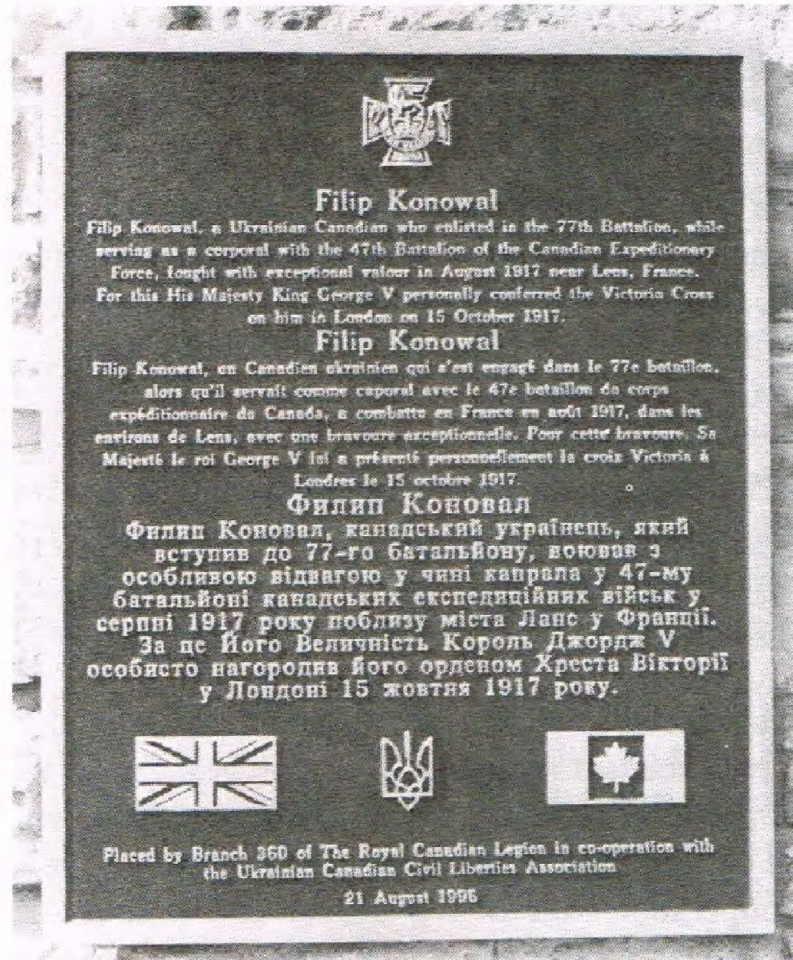 Filip Konowal
Filip Konowal, a Ukrainian Canadian who enlisted in the 77th Battalion, while
serving as a corporal with the 47th Battalion of the Canadian Expeditionary
Force, fought with exceptional valour in August 1917 near Lens, France.
For this His Majesty King George V personally conferred the Victoria Cross
on him in London on 15 October 1917.
Filip Konowal
Filip Konowal, un Canadien ukrainien qui s'est engagé dans le 77e bataillon,
alors qu'il servait comme caporal avec le 47e bataillon du corps
expéditionnaire du Canada, a combattu en France en août 1917, dans les
environs de Lens, avec une bravoure exceptionnelle. Pour cette bravoure, Sa
Majesté le roi George V lui a présenté personnellement la croix Victoria à
Londres le 15 octobre 1917.
Филип Коновал
Филип Коновал, канадський українець, який
вступив до 77-го батальйону, воював з
особливою відвагою у чині капрала у 47-му
батальйоні канадських експедиційних військ у
серпні 1917 року поблизу міста Ланс у Франції.
За це Його Величність Король Джордж V
особисто нагородив його орденом Хреста Вікторії
у Лондоні 15 жовтня 1917 року.
Placed by Branch 360 of The Royal Canadian Legion in co-operation with
the Ukrainian Canadian Civil Liberties Association
21 August 1996